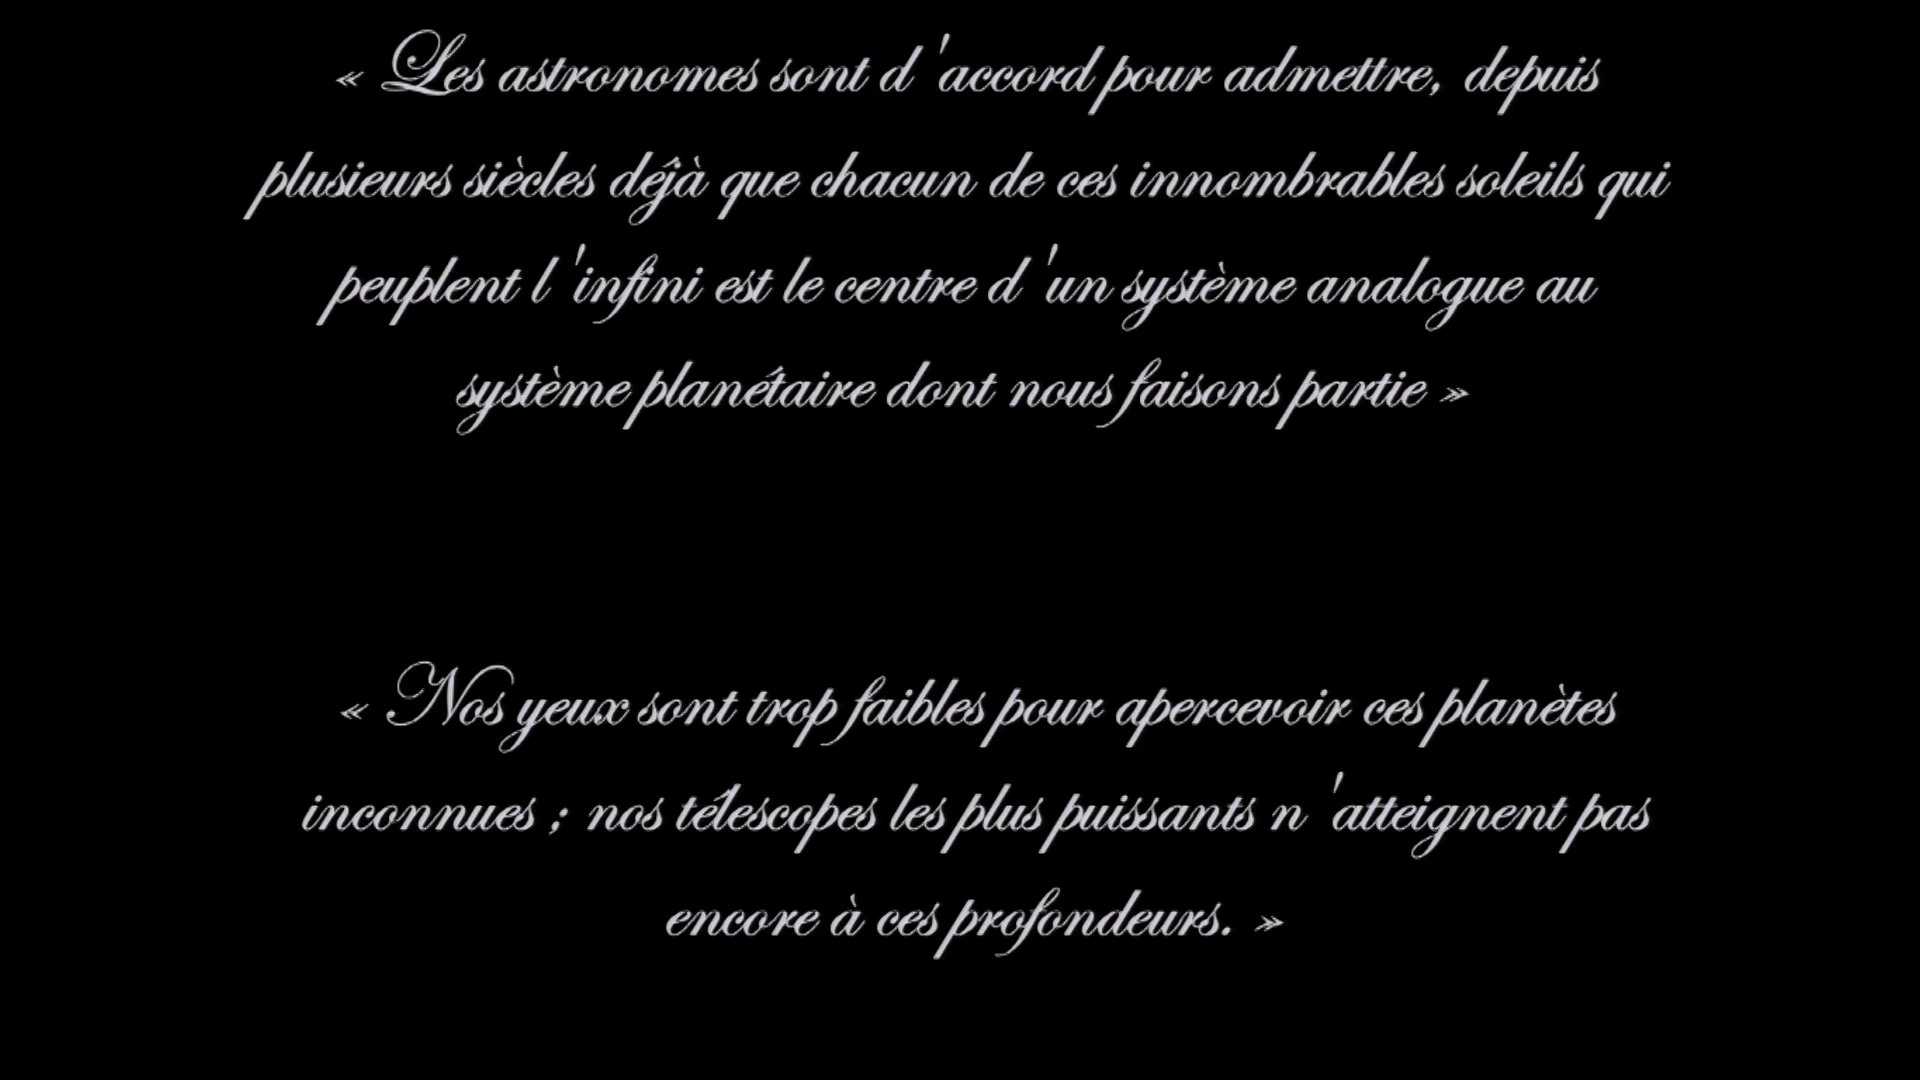 « Les astronomes sont d'accord pour admettre, depuis
plusieurs siècles déjà que chacun de ces innombrables soleils qui
peuplent l'infini est le centre d'un système analogue au
système planétaire dont nous faisons partie »
« Nos yeux sont trop faibles pour apercevoir ces planètes
inconnues ; nos télescopes les plus puissants n'atteignent pas
encore à ces profondeurs. »